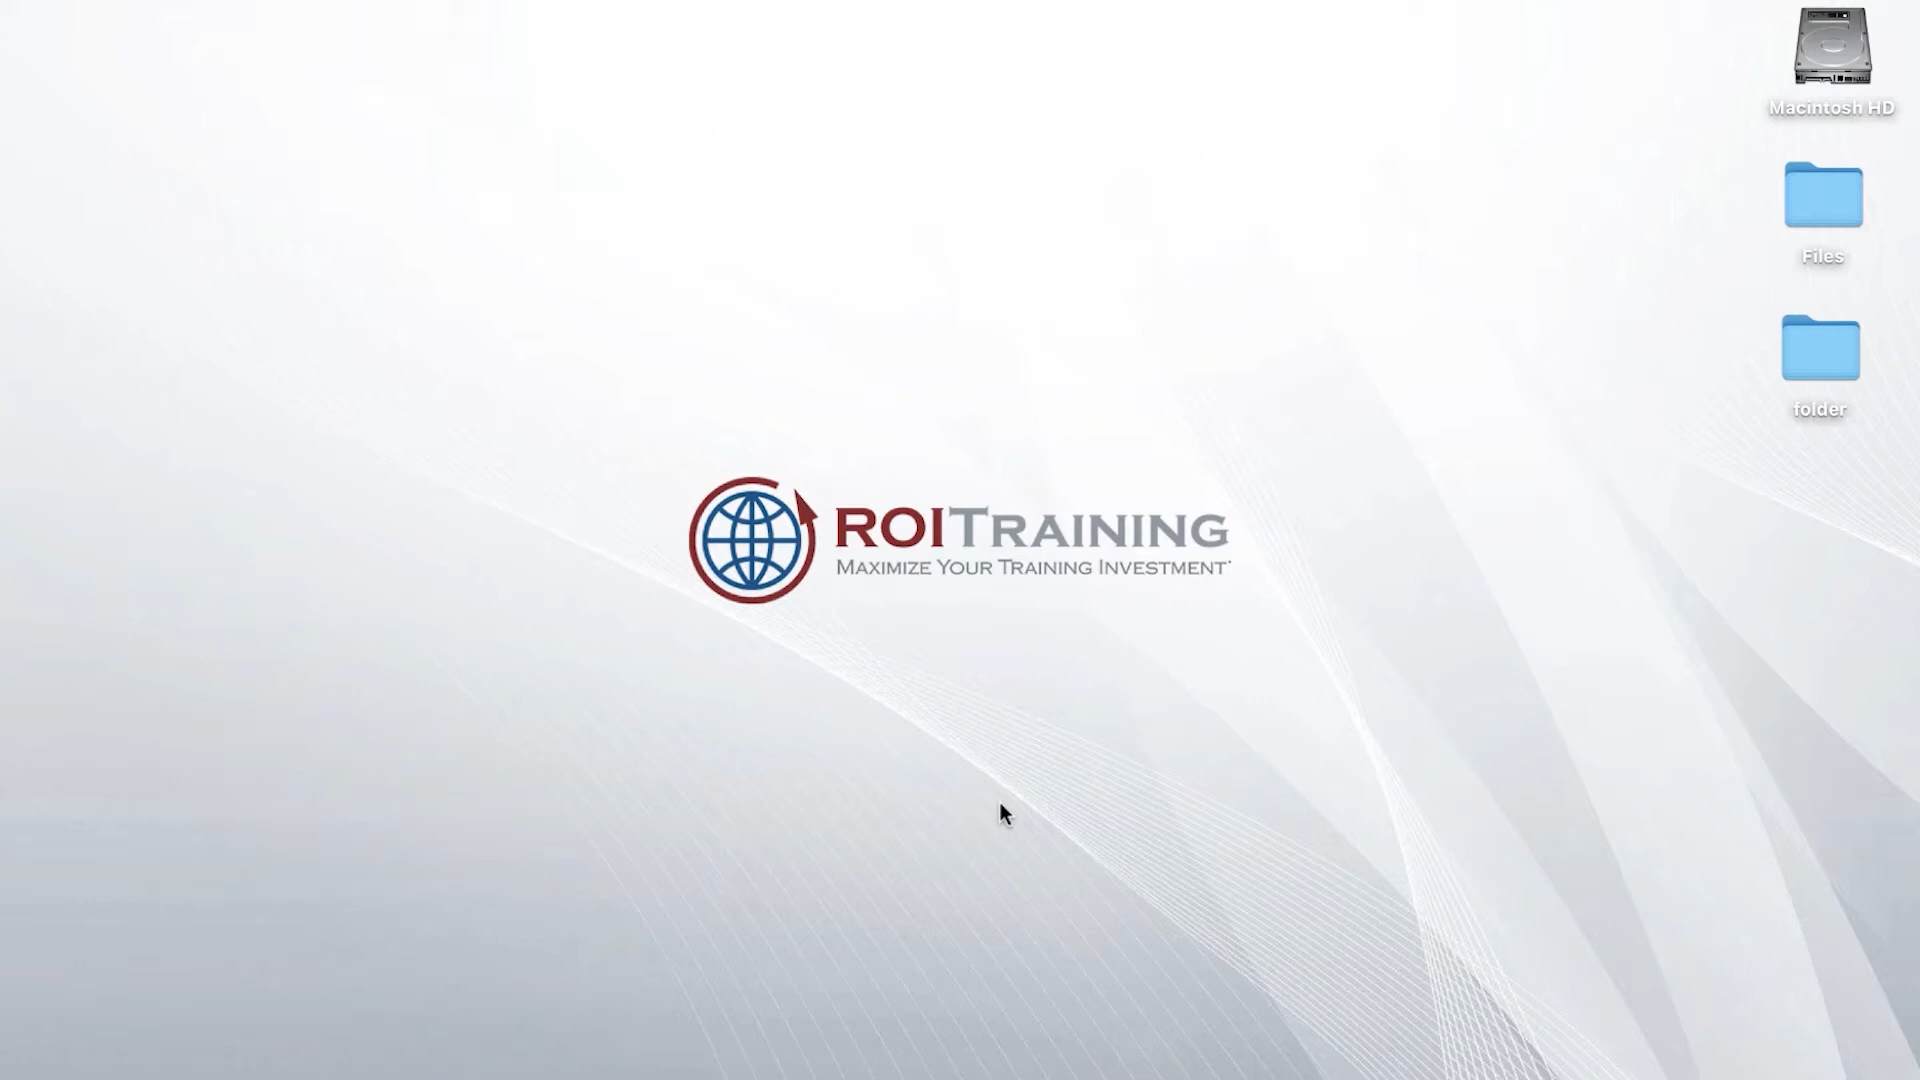 Macintosh HD
Files
folder
ROITRAINING
MAXIMIZE YOUR TRAINING INVESTMENT